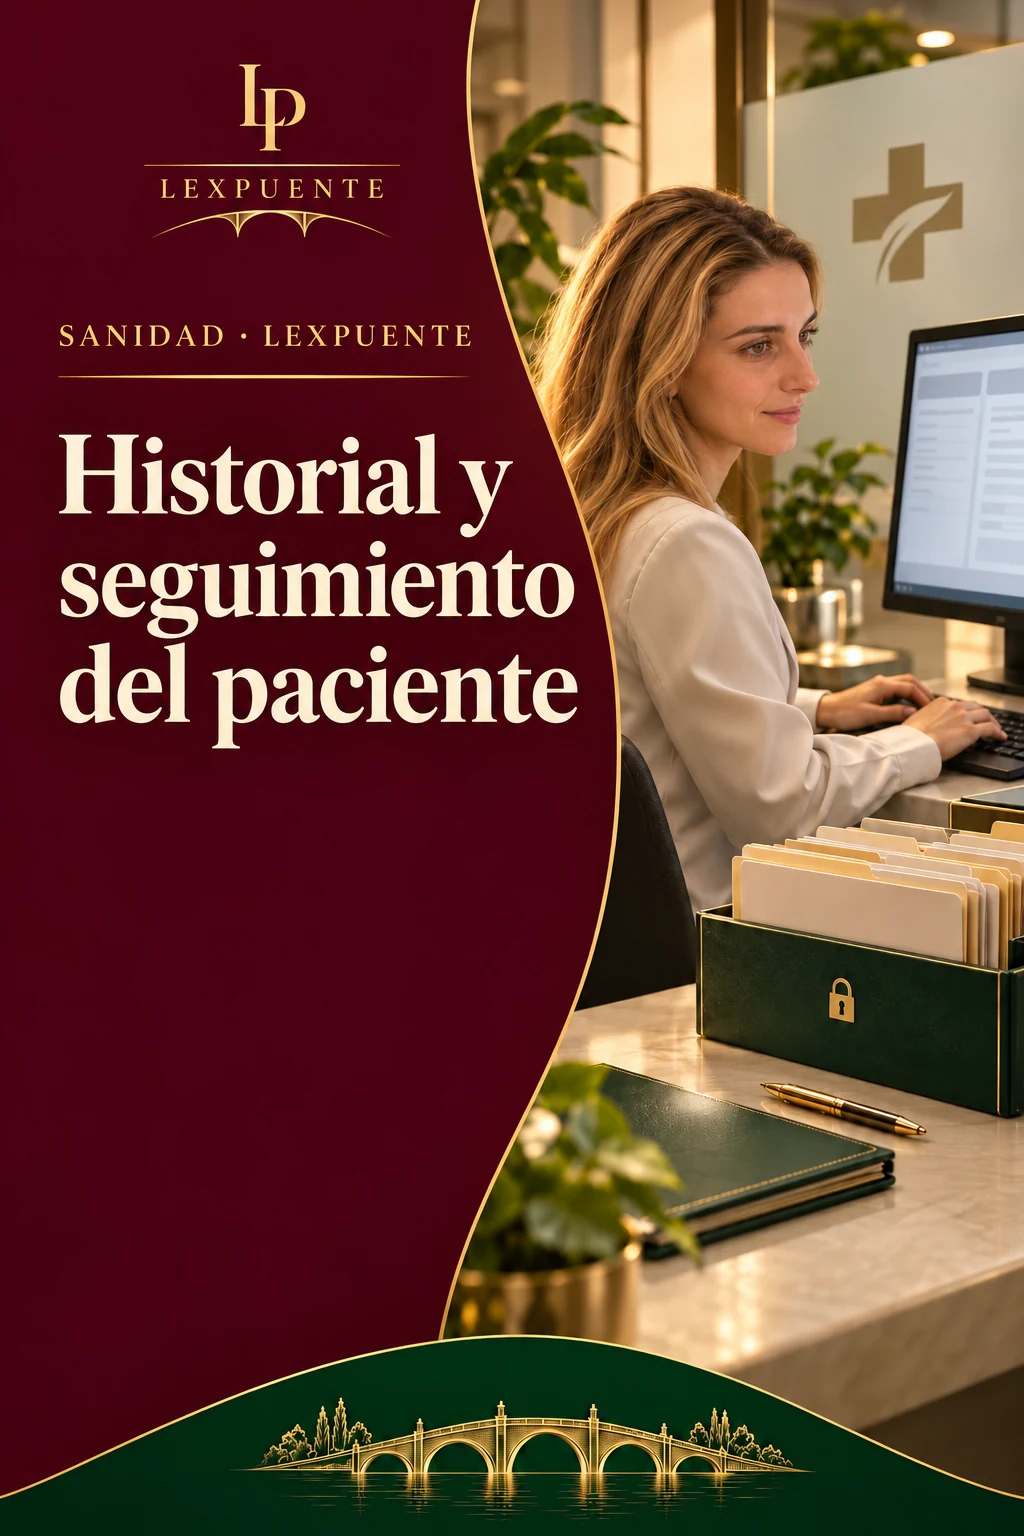 LP
LEXPUENTE
SANIDAD · LEXPUENTE
Historial y
seguimiento
del paciente